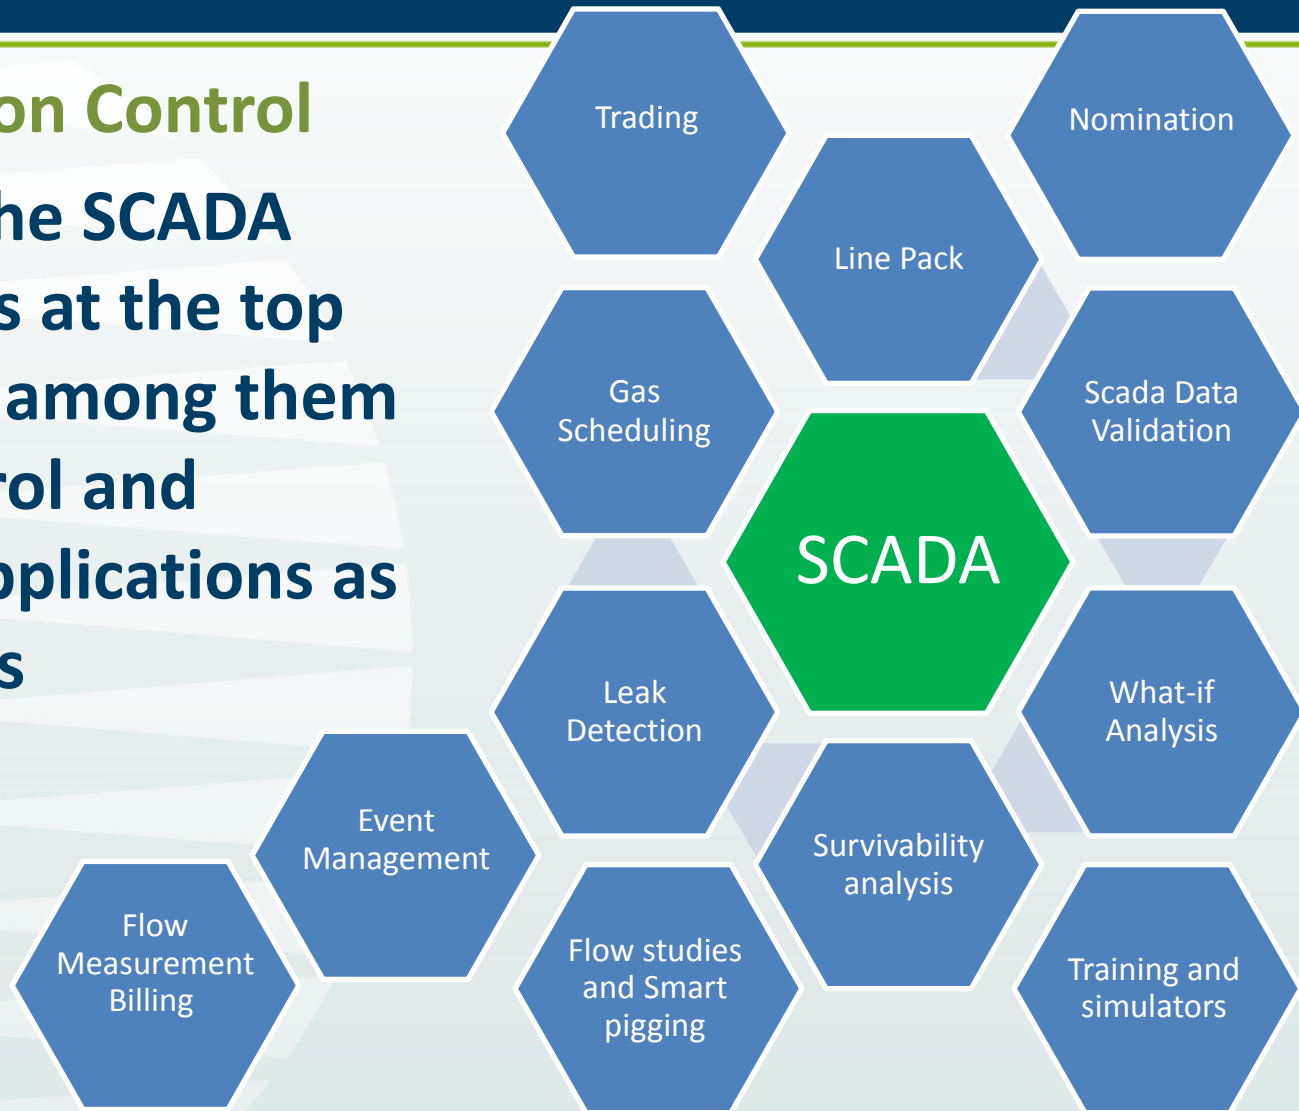 on Control
he SCADA
s at the top
among them
rol and
pplications as
s
Trading
Nomination
Line Pack
Gas
Scheduling
Scada Data
Validation
SCADA
Leak
Detection
What-if
Analysis
Event
Management
Survivability
analysis
Flow
Measurement
Billing
Flow studies
and Smart
pigging
Training and
simulators